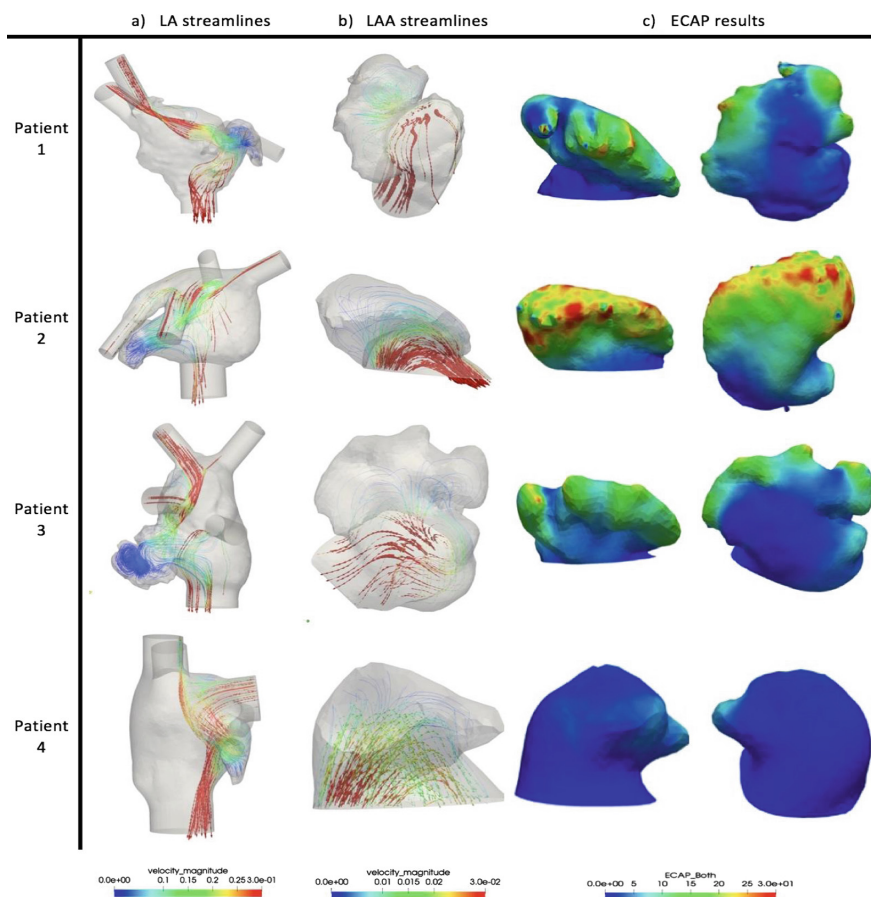 a) LA streamlines b) LAA streamlines c) ECAP results
Patient
1
Patient
2
Patient
3
Patient
4
velocity_magnitude
0.0e+00 0.1 0.15 0.2 0.25 3.0e-01
velocity_magnitude
0.0e+00 0.01 0.015 0.02 3.0e-02
ECAP_Both
0.0e+00 5 10 15 20 25 3.0e+01